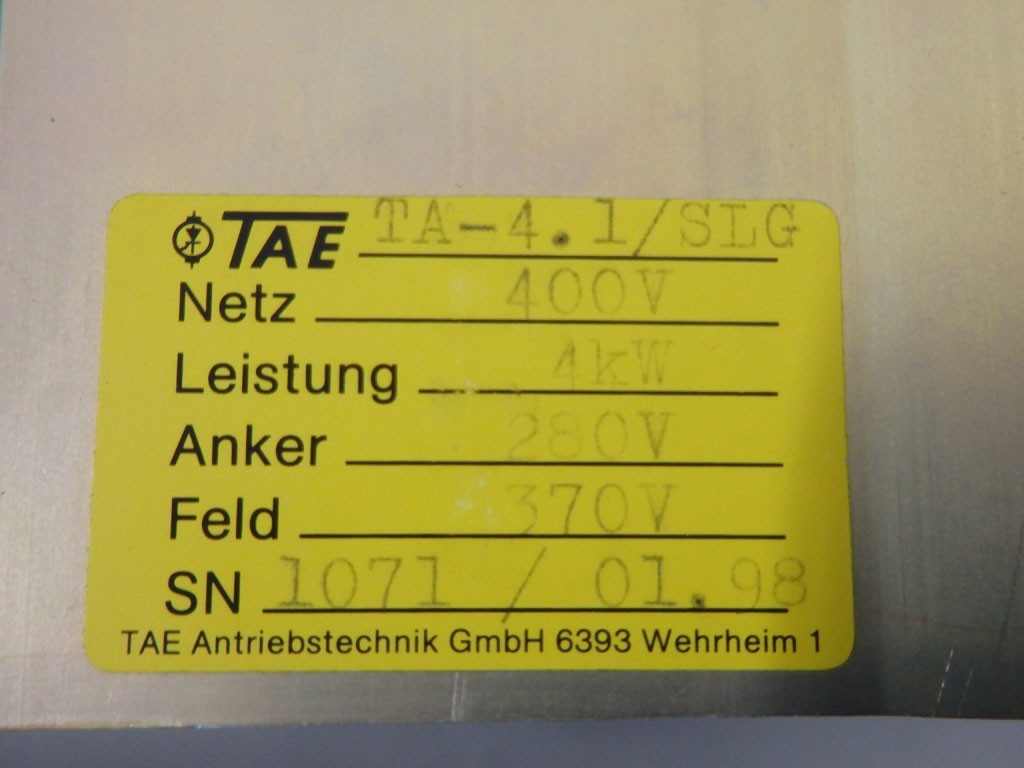 TAE TA-4.1/SLG
Netz 400V
Leistung 4kW
Anker 280V
Feld 370V
SN 1071 / 01.98
TAE Antriebstechnik GmbH 6393 Wehrheim 1